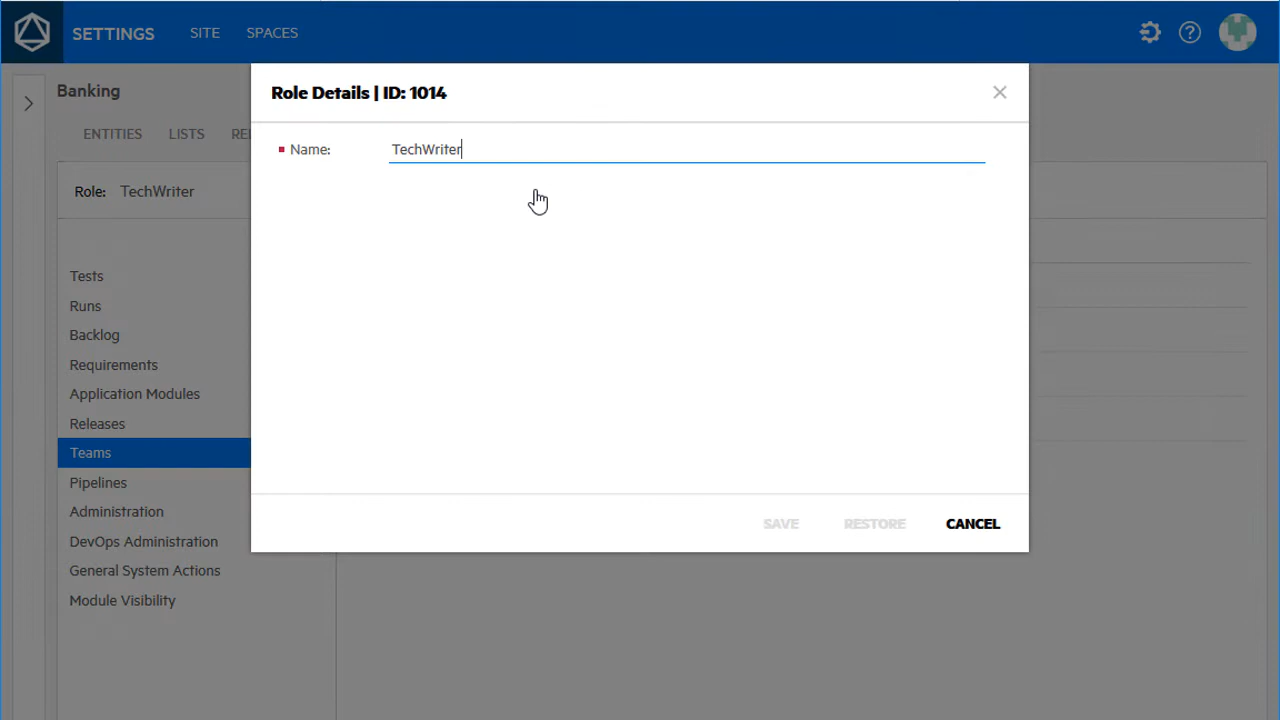 SETTINGS
SITE
SPACES
Banking
ENTITIES
LISTS
Role Details | ID: 1014
Name:
TechWriter
Role:
TechWriter
Tests
Runs
Backlog
Requirements
Application Modules
Releases
Teams
Pipelines
Administration
DevOps Administration
General System Actions
Module Visibility
SAVE
RESTORE
CANCEL